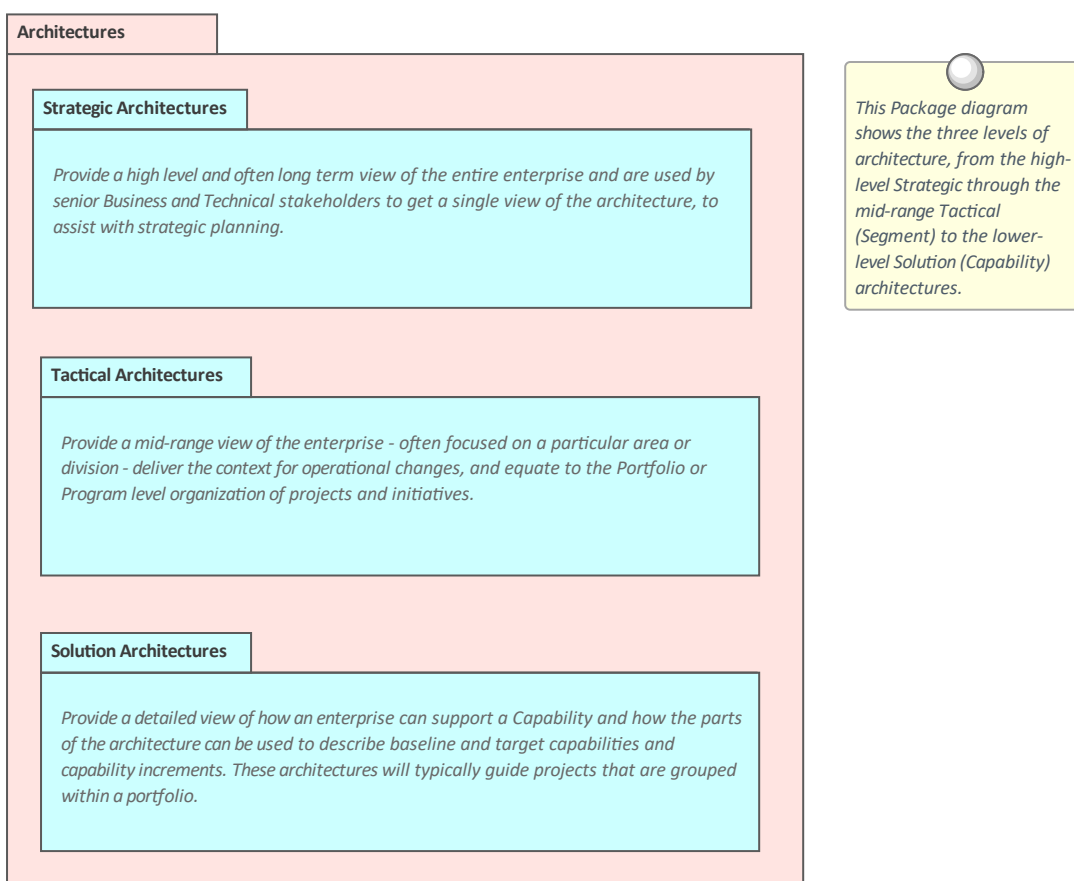 Architectures
Strategic Architectures
Provide a high level and often long term view of the entire enterprise and are used by
senior Business and Technical stakeholders to get a single view of the architecture, to
assist with strategic planning.
This Package diagram
shows the three levels of
architecture, from the high-
level Strategic through the
mid-range Tactical
(Segment) to the lower-
level Solution (Capability)
architectures.
Tactical Architectures
Provide a mid-range view of the enterprise - often focused on a particular area or
division - deliver the context for operational changes, and equate to the Portfolio or
Program level organization of projects and initiatives.
Solution Architectures
Provide a detailed view of how an enterprise can support a Capability and how the parts
of the architecture can be used to describe baseline and target capabilities and
capability increments. These architectures will typically guide projects that are grouped
within a portfolio.